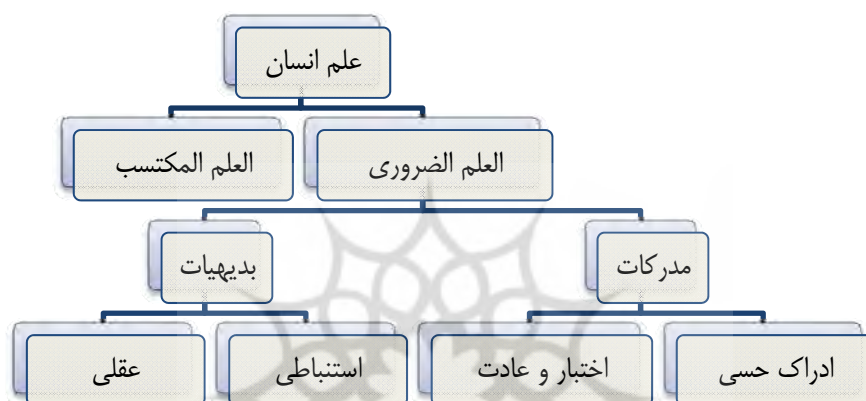 علم انسان
العلم الضروری
العلم المکتسب
مدرکات
بدیهیات
ادراک حسی
اختبار و عادت
استنباطی
عقلی